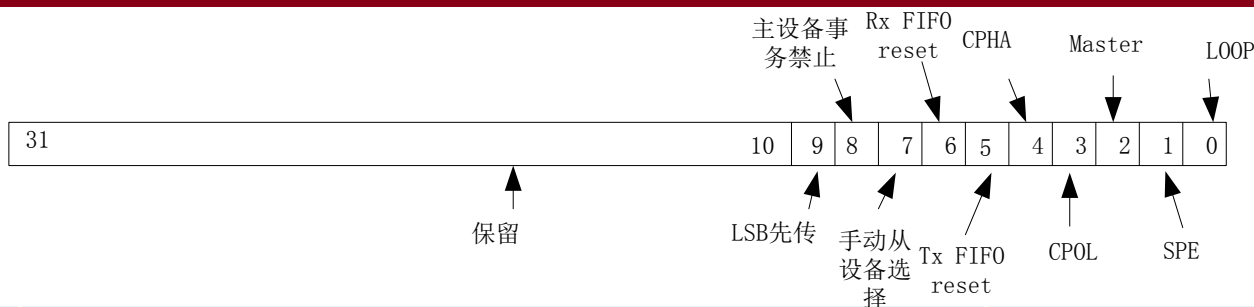 主设备事
务禁止
Rx FIFO
reset
CPHA
Master
LOOP
31
10
9
8
7
6
5
4
3
2
1
0
保留
LSB先传
手动从
设备选
择
Tx FIFO
reset
CPOL
SPE